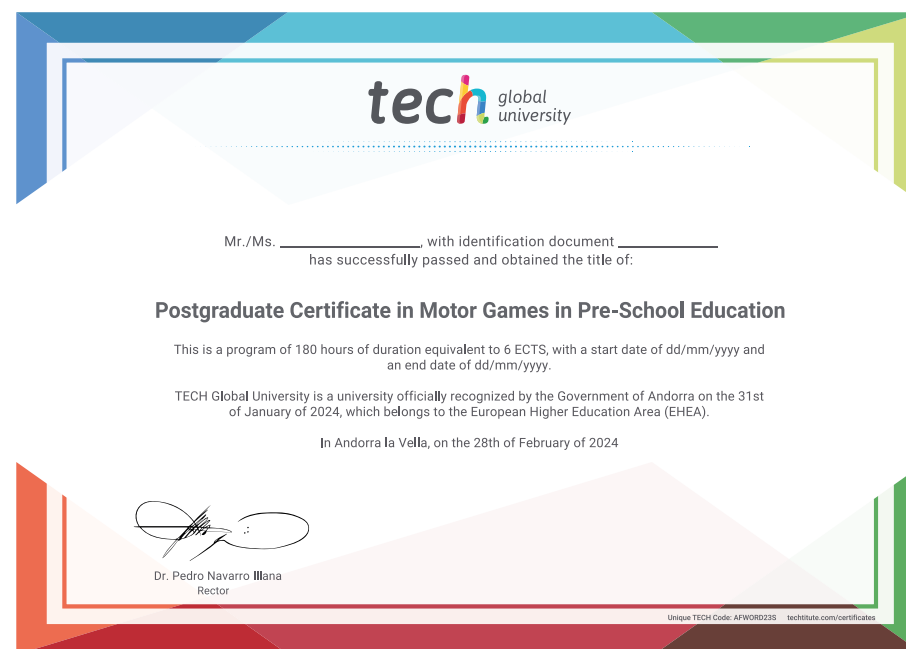 tech global
university
Mr./Ms. ____________, with identification document ____________
has successfully passed and obtained the title of:
Postgraduate Certificate in Motor Games in Pre-School Education
This is a program of 180 hours of duration equivalent to 6 ECTS, with a start date of dd/mm/yyyy and
an end date of dd/mm/yyyy.
TECH Global University is a university officially recognized by the Government of Andorra on the 31st
of January of 2024, which belongs to the European Higher Education Area (EHEA).
In Andorra la Vella, on the 28th of February of 2024
Dr. Pedro Navarro Illana
Rector
Unique TECH Code: AFWORD23S techtitute.com/certificates